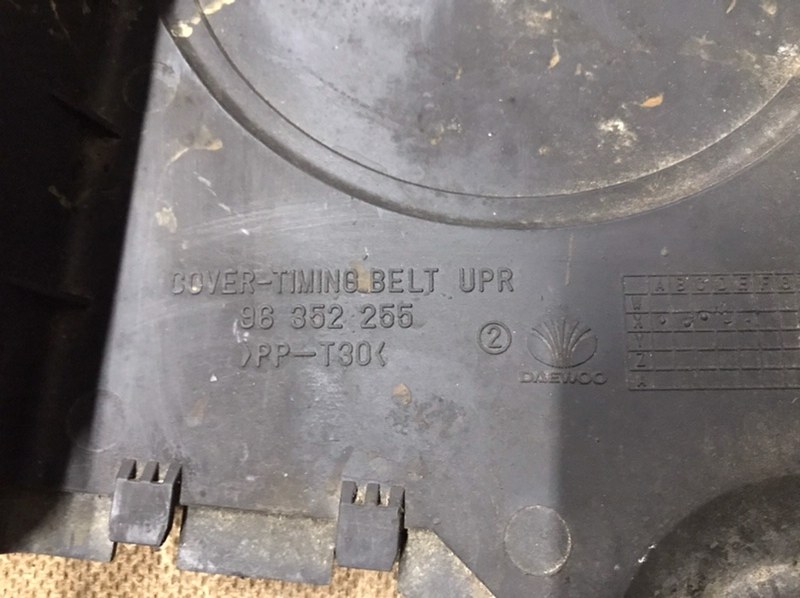 COVER-TIMING BELT UPR
96 352 255
>PP-T30<
2
DAEWOO
A B C D E F
W
X
Y
Z